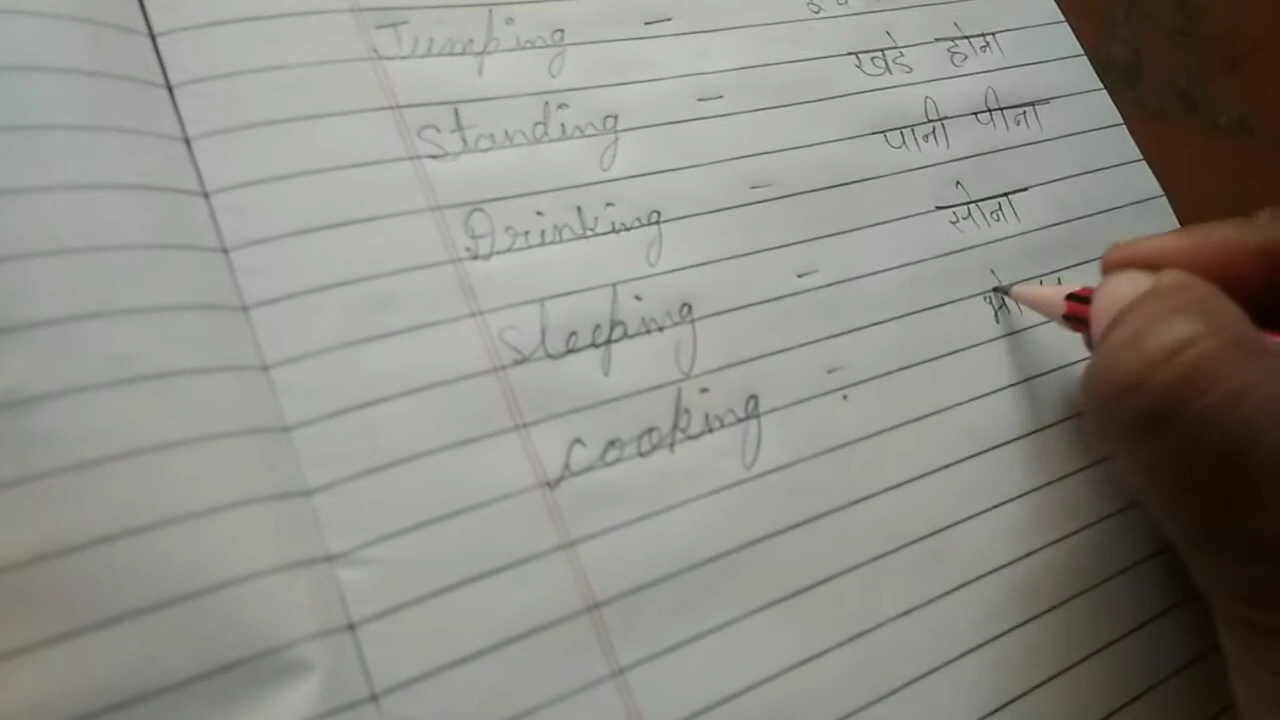 Jumping -
Standing - खडे होना
Drinking - पानी पीना
sleeping - सोना
cooking -